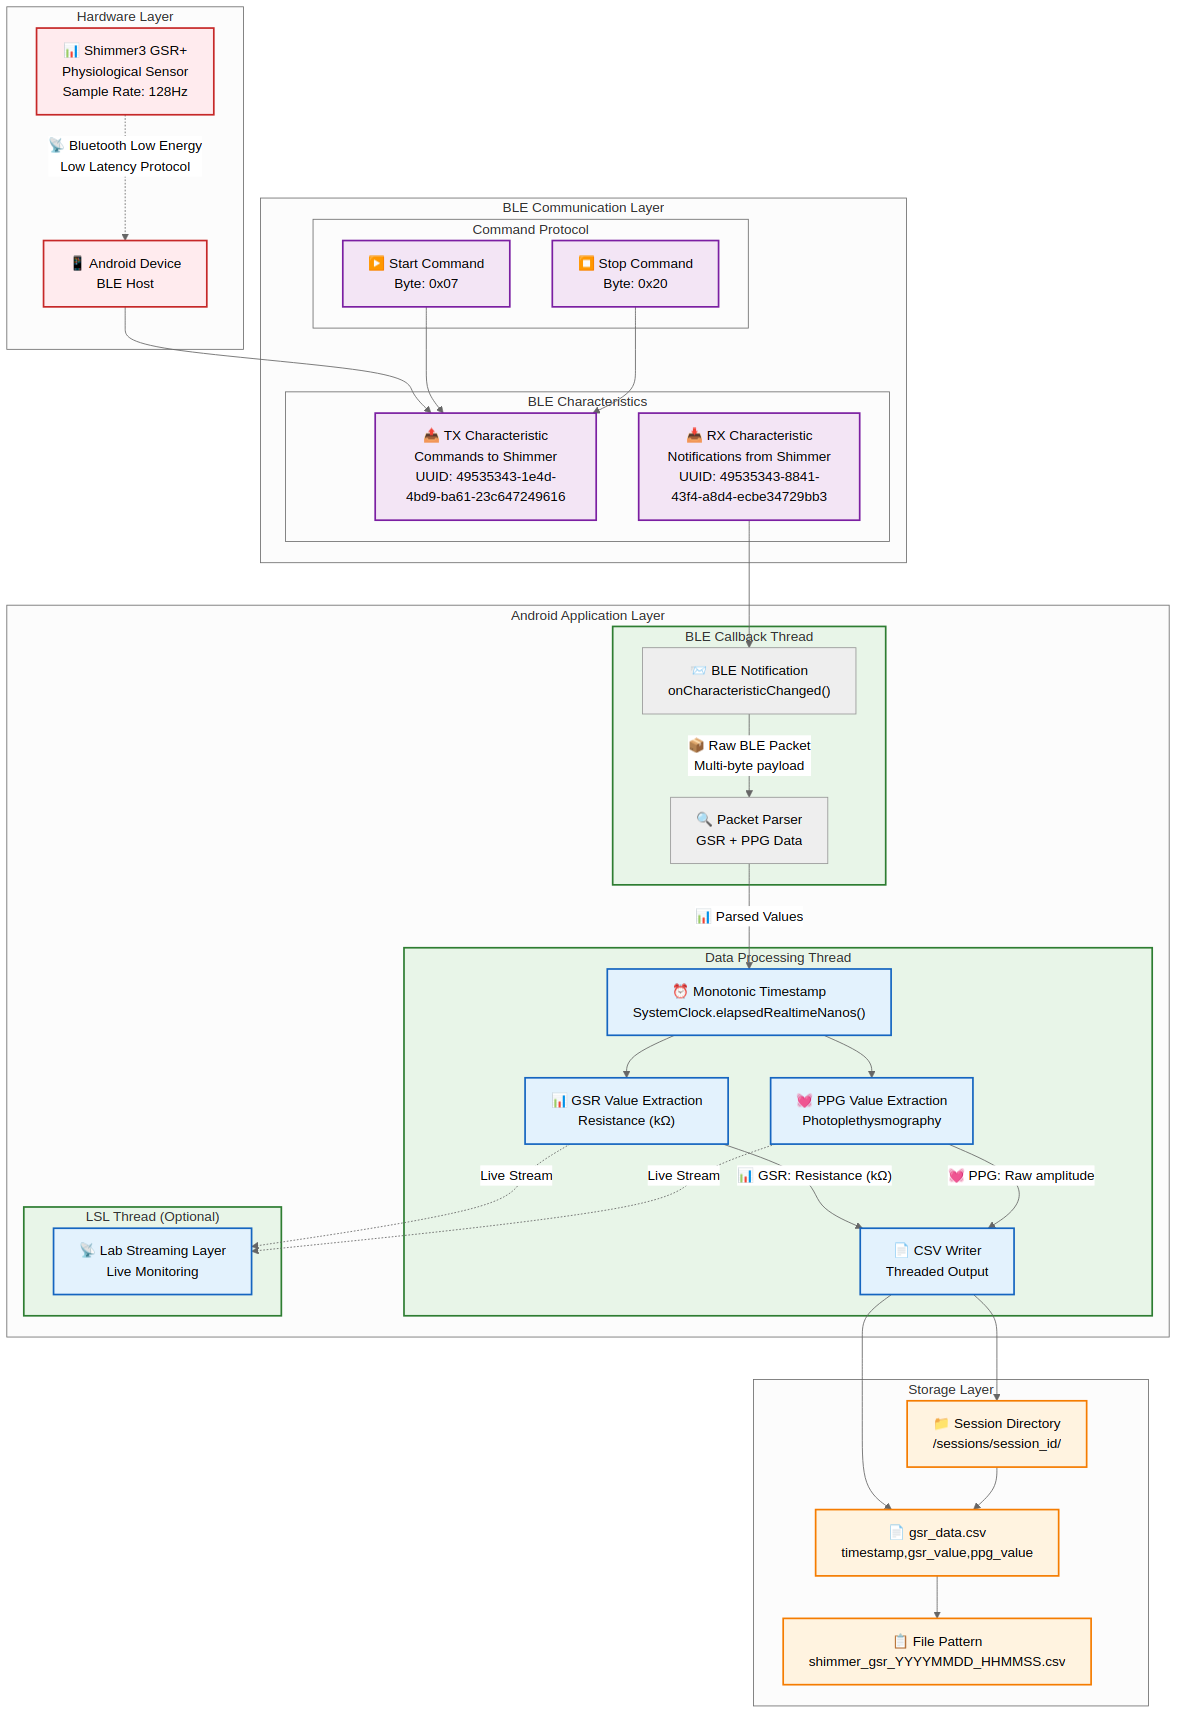 Hardware Layer
📊 Shimmer3 GSR+
Physiological Sensor
Sample Rate: 128Hz
📡 Bluetooth Low Energy
Low Latency Protocol
📱 Android Device
BLE Host
BLE Communication Layer
Command Protocol
▶️ Start Command
Byte: 0x07
⏹️ Stop Command
Byte: 0x20
BLE Characteristics
📤 TX Characteristic
Commands to Shimmer
UUID: 49535343-1e4d-
4bd9-ba61-23c647249616
📥 RX Characteristic
Notifications from Shimmer
UUID: 49535343-8841-
43f4-a8d4-ecbe34729bb3
Android Application Layer
BLE Callback Thread
📨 BLE Notification
onCharacteristicChanged()
📦 Raw BLE Packet
Multi-byte payload
🔍 Packet Parser
GSR + PPG Data
📊 Parsed Values
Data Processing Thread
⏰ Monotonic Timestamp
SystemClock.elapsedRealtimeNanos()
📊 GSR Value Extraction
Resistance (kΩ)
💓 PPG Value Extraction
Photoplethysmography
Live Stream
Live Stream
📊 GSR: Resistance (kΩ)
💓 PPG: Raw amplitude
LSL Thread (Optional)
📡 Lab Streaming Layer
Live Monitoring
📄 CSV Writer
Threaded Output
Storage Layer
📁 Session Directory
/sessions/session_id/
📄 gsr_data.csv
timestamp,gsr_value,ppg_value
📋 File Pattern
shimmer_gsr_YYYYMMDD_HHMMSS.csv